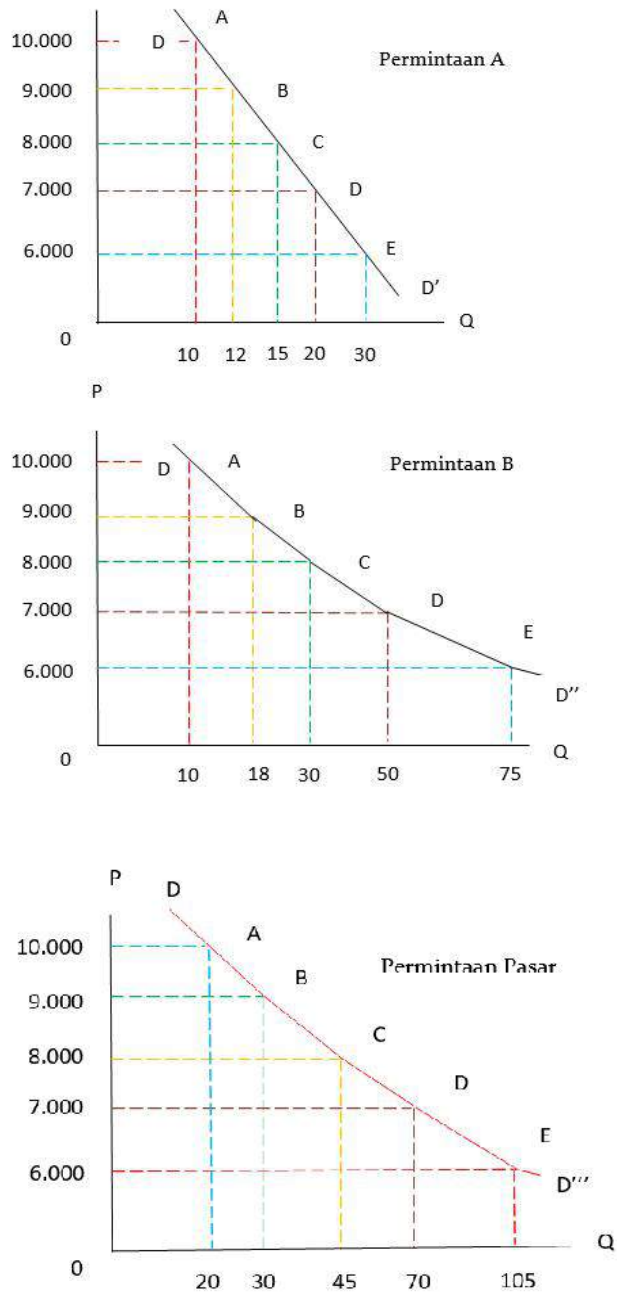 A
10.000
D
Permintaan A
9.000
B
8.000
C
7.000
D
6.000
E
D'
Q
0
10 12 15 20 30
P
10.000
D
A
Permintaan B
9.000
B
8.000
C
7.000
D
6.000
E
D''
0
Q
10 18 30 50 75
P
D
10.000
A
Permintaan Pasar
9.000
B
8.000
C
7.000
D
6.000
E
D'''
Q
0
20 30 45 70 105